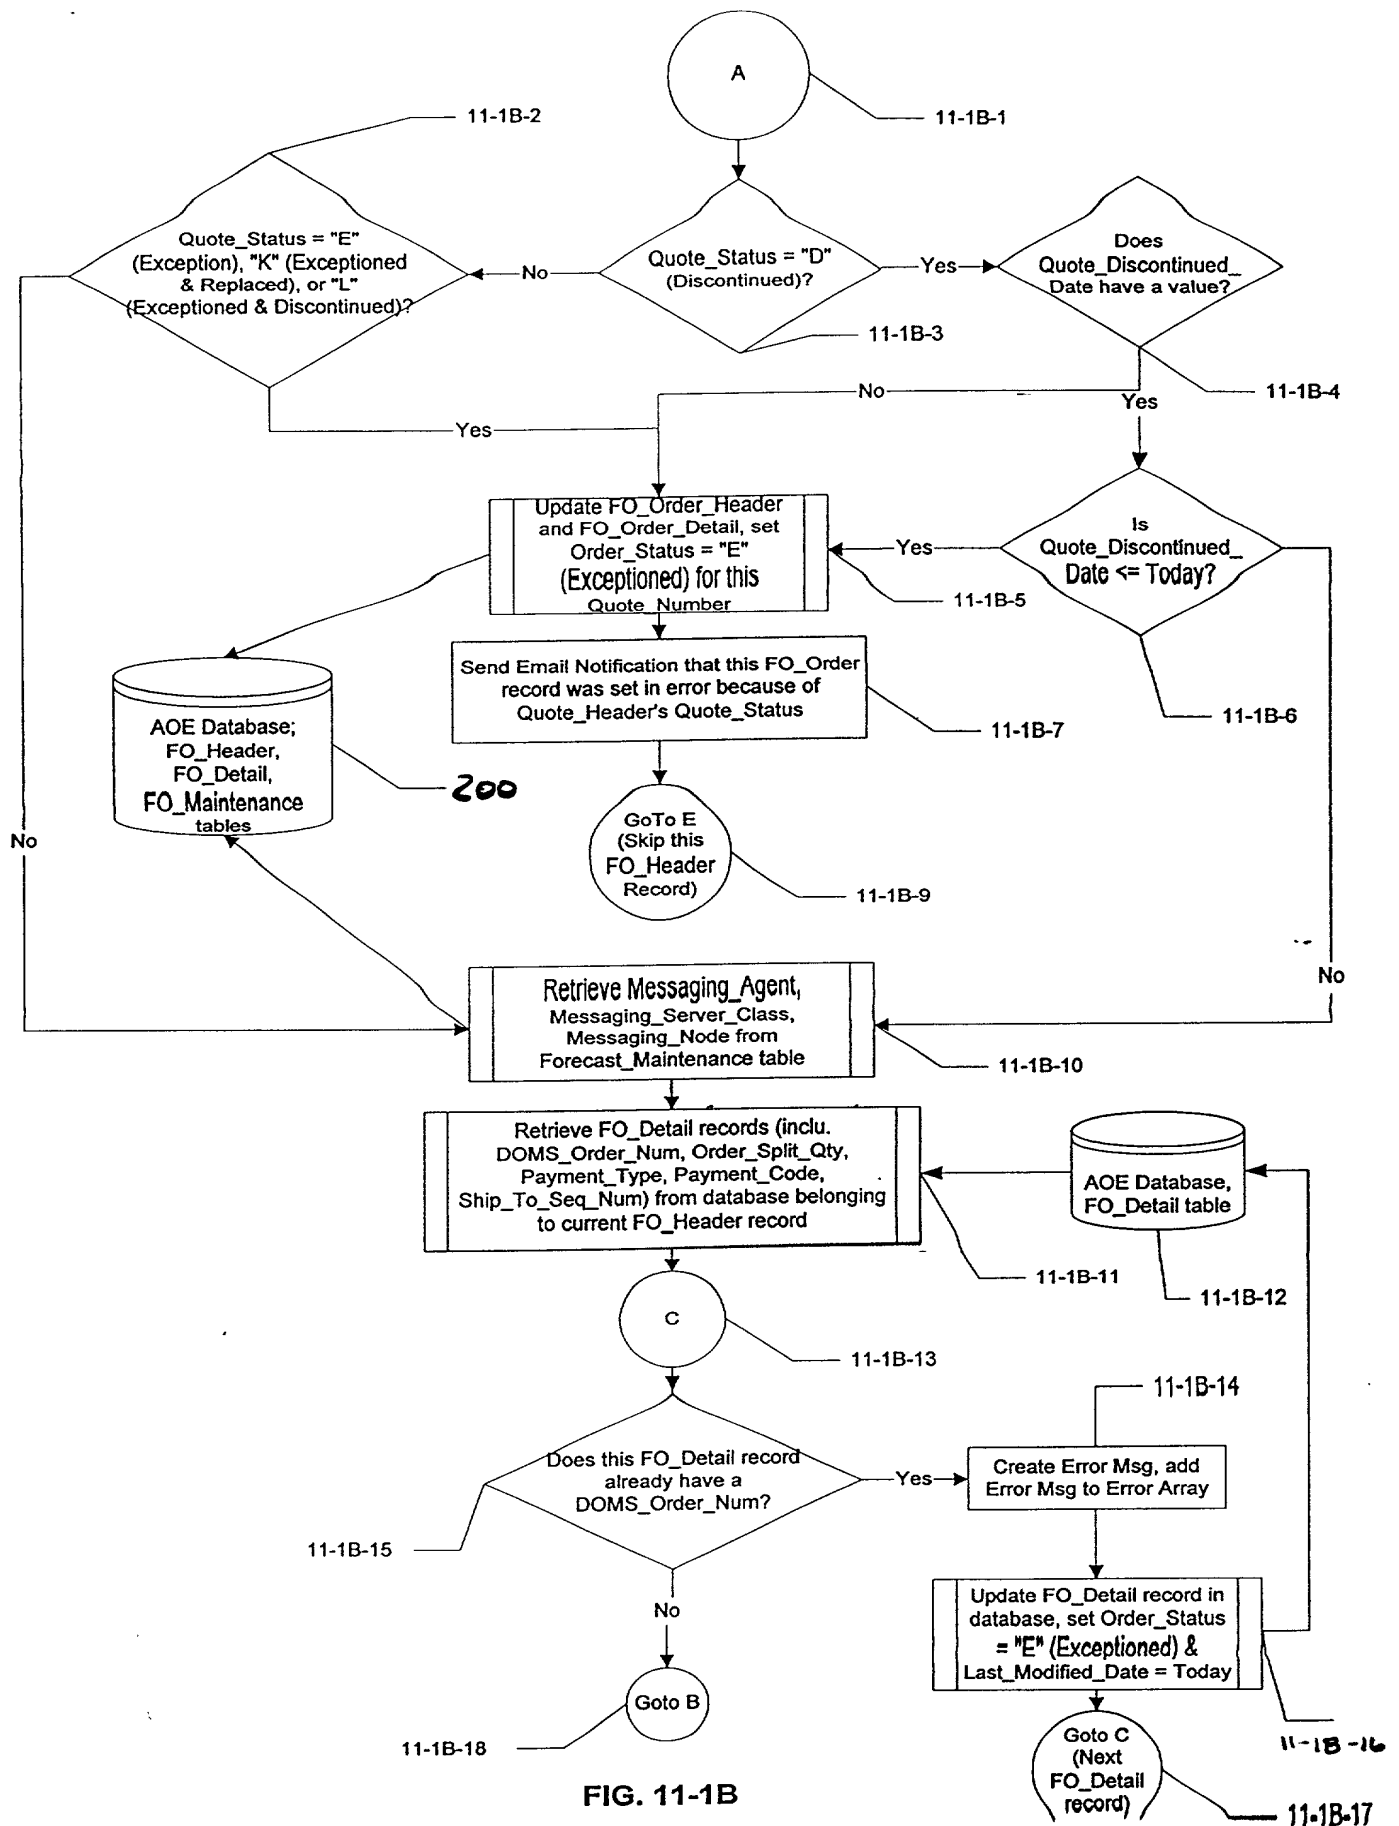 A
11-1B-1
11-1B-2
Quote_Status = "E"
(Exception), "K" (Exceptioned
& Replaced), or "L"
(Exceptioned & Discontinued)?
No
Quote_Status = "D"
(Discontinued)?
Yes
Does
Quote_Discontinued_
Date have a value?
11-1B-3
11-1B-4
No
Yes
Yes
Update FO_Order_Header
and FO_Order_Detail, set
Order_Status = "E"
(Exceptioned) for this
Quote_Number
Yes
Is
Quote_Discontinued_
Date <= Today?
11-1B-5
11-1B-6
Send Email Notification that this FO_Order
record was set in error because of
Quote_Header's Quote_Status
11-1B-7
AOE Database;
FO_Header,
FO_Detail,
FO_Maintenance
tables
200
No
GoTo E
(Skip this
FO_Header
Record)
11-1B-9
No
Retrieve Messaging_Agent,
Messaging_Server_Class,
Messaging_Node from
Forecast_Maintenance table
11-1B-10
Retrieve FO_Detail records (inclu.
DOMS_Order_Num, Order_Split_Qty,
Payment_Type, Payment_Code,
Ship_To_Seq_Num) from database belonging
to current FO_Header record
AOE Database,
FO_Detail table
11-1B-11
11-1B-12
C
11-1B-13
11-1B-14
Does this FO_Detail record
already have a
DOMS_Order_Num?
Yes
Create Error Msg, add
Error Msg to Error Array
11-1B-15
No
Update FO_Detail record in
database, set Order_Status
= "E" (Exceptioned) &
Last_Modified_Date = Today
Goto B
11-1B-18
11-1B-16
Goto C
(Next
FO_Detail
record)
11-1B-17
FIG. 11-1B